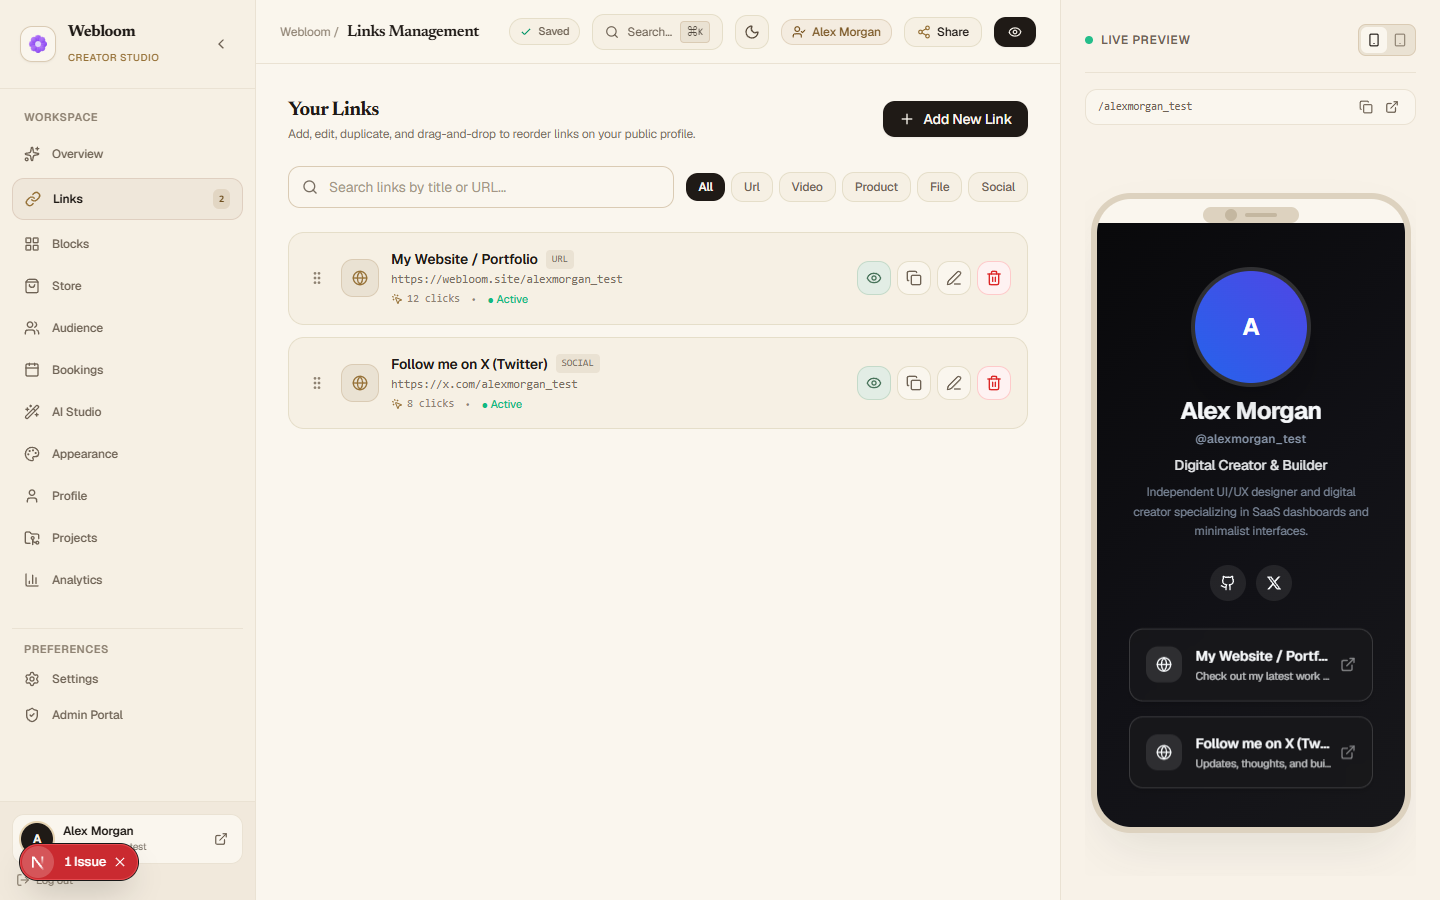 Webloom
CREATOR STUDIO
WORKSPACE
Overview
Links 2
Blocks
Store
Audience
Bookings
AI Studio
Appearance
Profile
Projects
Analytics
PREFERENCES
Settings
Admin Portal
A Alex Morgan
test
N 1 Issue
Log out
Webloom / Links Management
Saved
Search... ⌘K
Alex Morgan
Share
Your Links
Add, edit, duplicate, and drag-and-drop to reorder links on your public profile.
Add New Link
Search links by title or URL...
All Url Video Product File Social
My Website / Portfolio URL
https://webloom.site/alexmorgan_test
12 clicks • ● Active
Follow me on X (Twitter) SOCIAL
https://x.com/alexmorgan_test
8 clicks • ● Active
LIVE PREVIEW
/alexmorgan_test
A
Alex Morgan
@alexmorgan_test
Digital Creator & Builder
Independent UI/UX designer and digital
creator specializing in SaaS dashboards and
minimalist interfaces.
My Website / Portf...
Check out my latest work ...
Follow me on X (Tw...
Updates, thoughts, and bui...